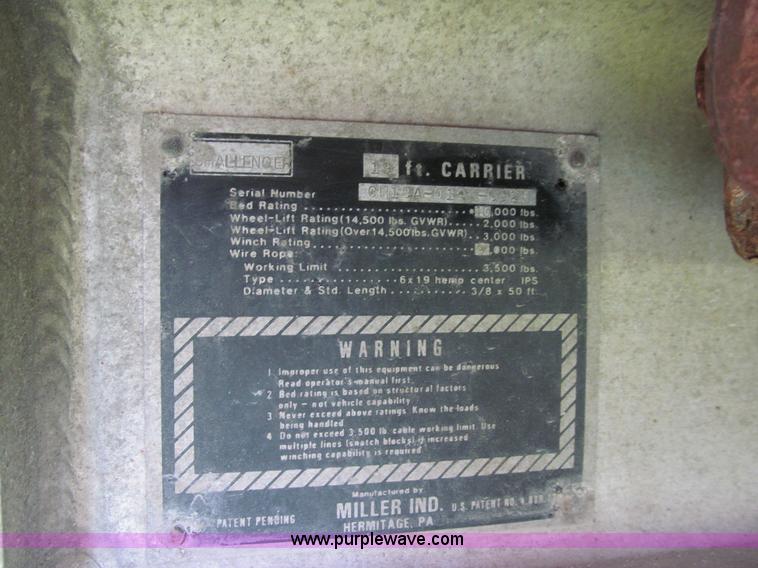 CHALLENGER
ft. CARRIER
Serial Number
Bed Rating ,000 lbs.
Wheel-Lift Rating (14,500 lbs. GVWR) 2,000 lbs.
Wheel-Lift Rating (Over 14,500 lbs. GVWR) 3,000 lbs.
Winch Rating ,000 lbs.
Wire Rope:
Working Limit 3,500 lbs.
Type 6x19 hemp center IPS
Diameter & Std. Length 3/8 x 50 ft.
WARNING
1 Improper use of this equipment can be dangerous
Read operator's manual first.
2 Bed rating is based on structural factors
only - not vehicle capability
3 Never exceed above ratings. Know the loads
being handled
4 Do not exceed 3,500 lb. cable working limit. Use
multiple lines (snatch blocks) if increased
winching capability is required
Manufactured by
PATENT PENDING
MILLER IND.
U.S. PATENT NO.
HERMITAGE, PA
www.purplewave.com